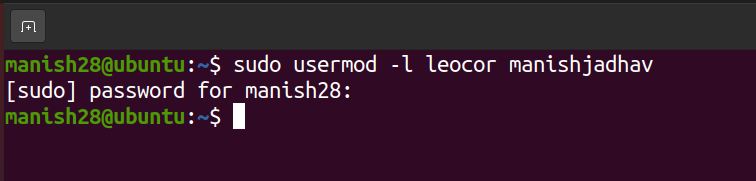 manish28@ubuntu:~$ sudo usermod -l leocor manishjadhav
[sudo] password for manish28:
manish28@ubuntu:~$